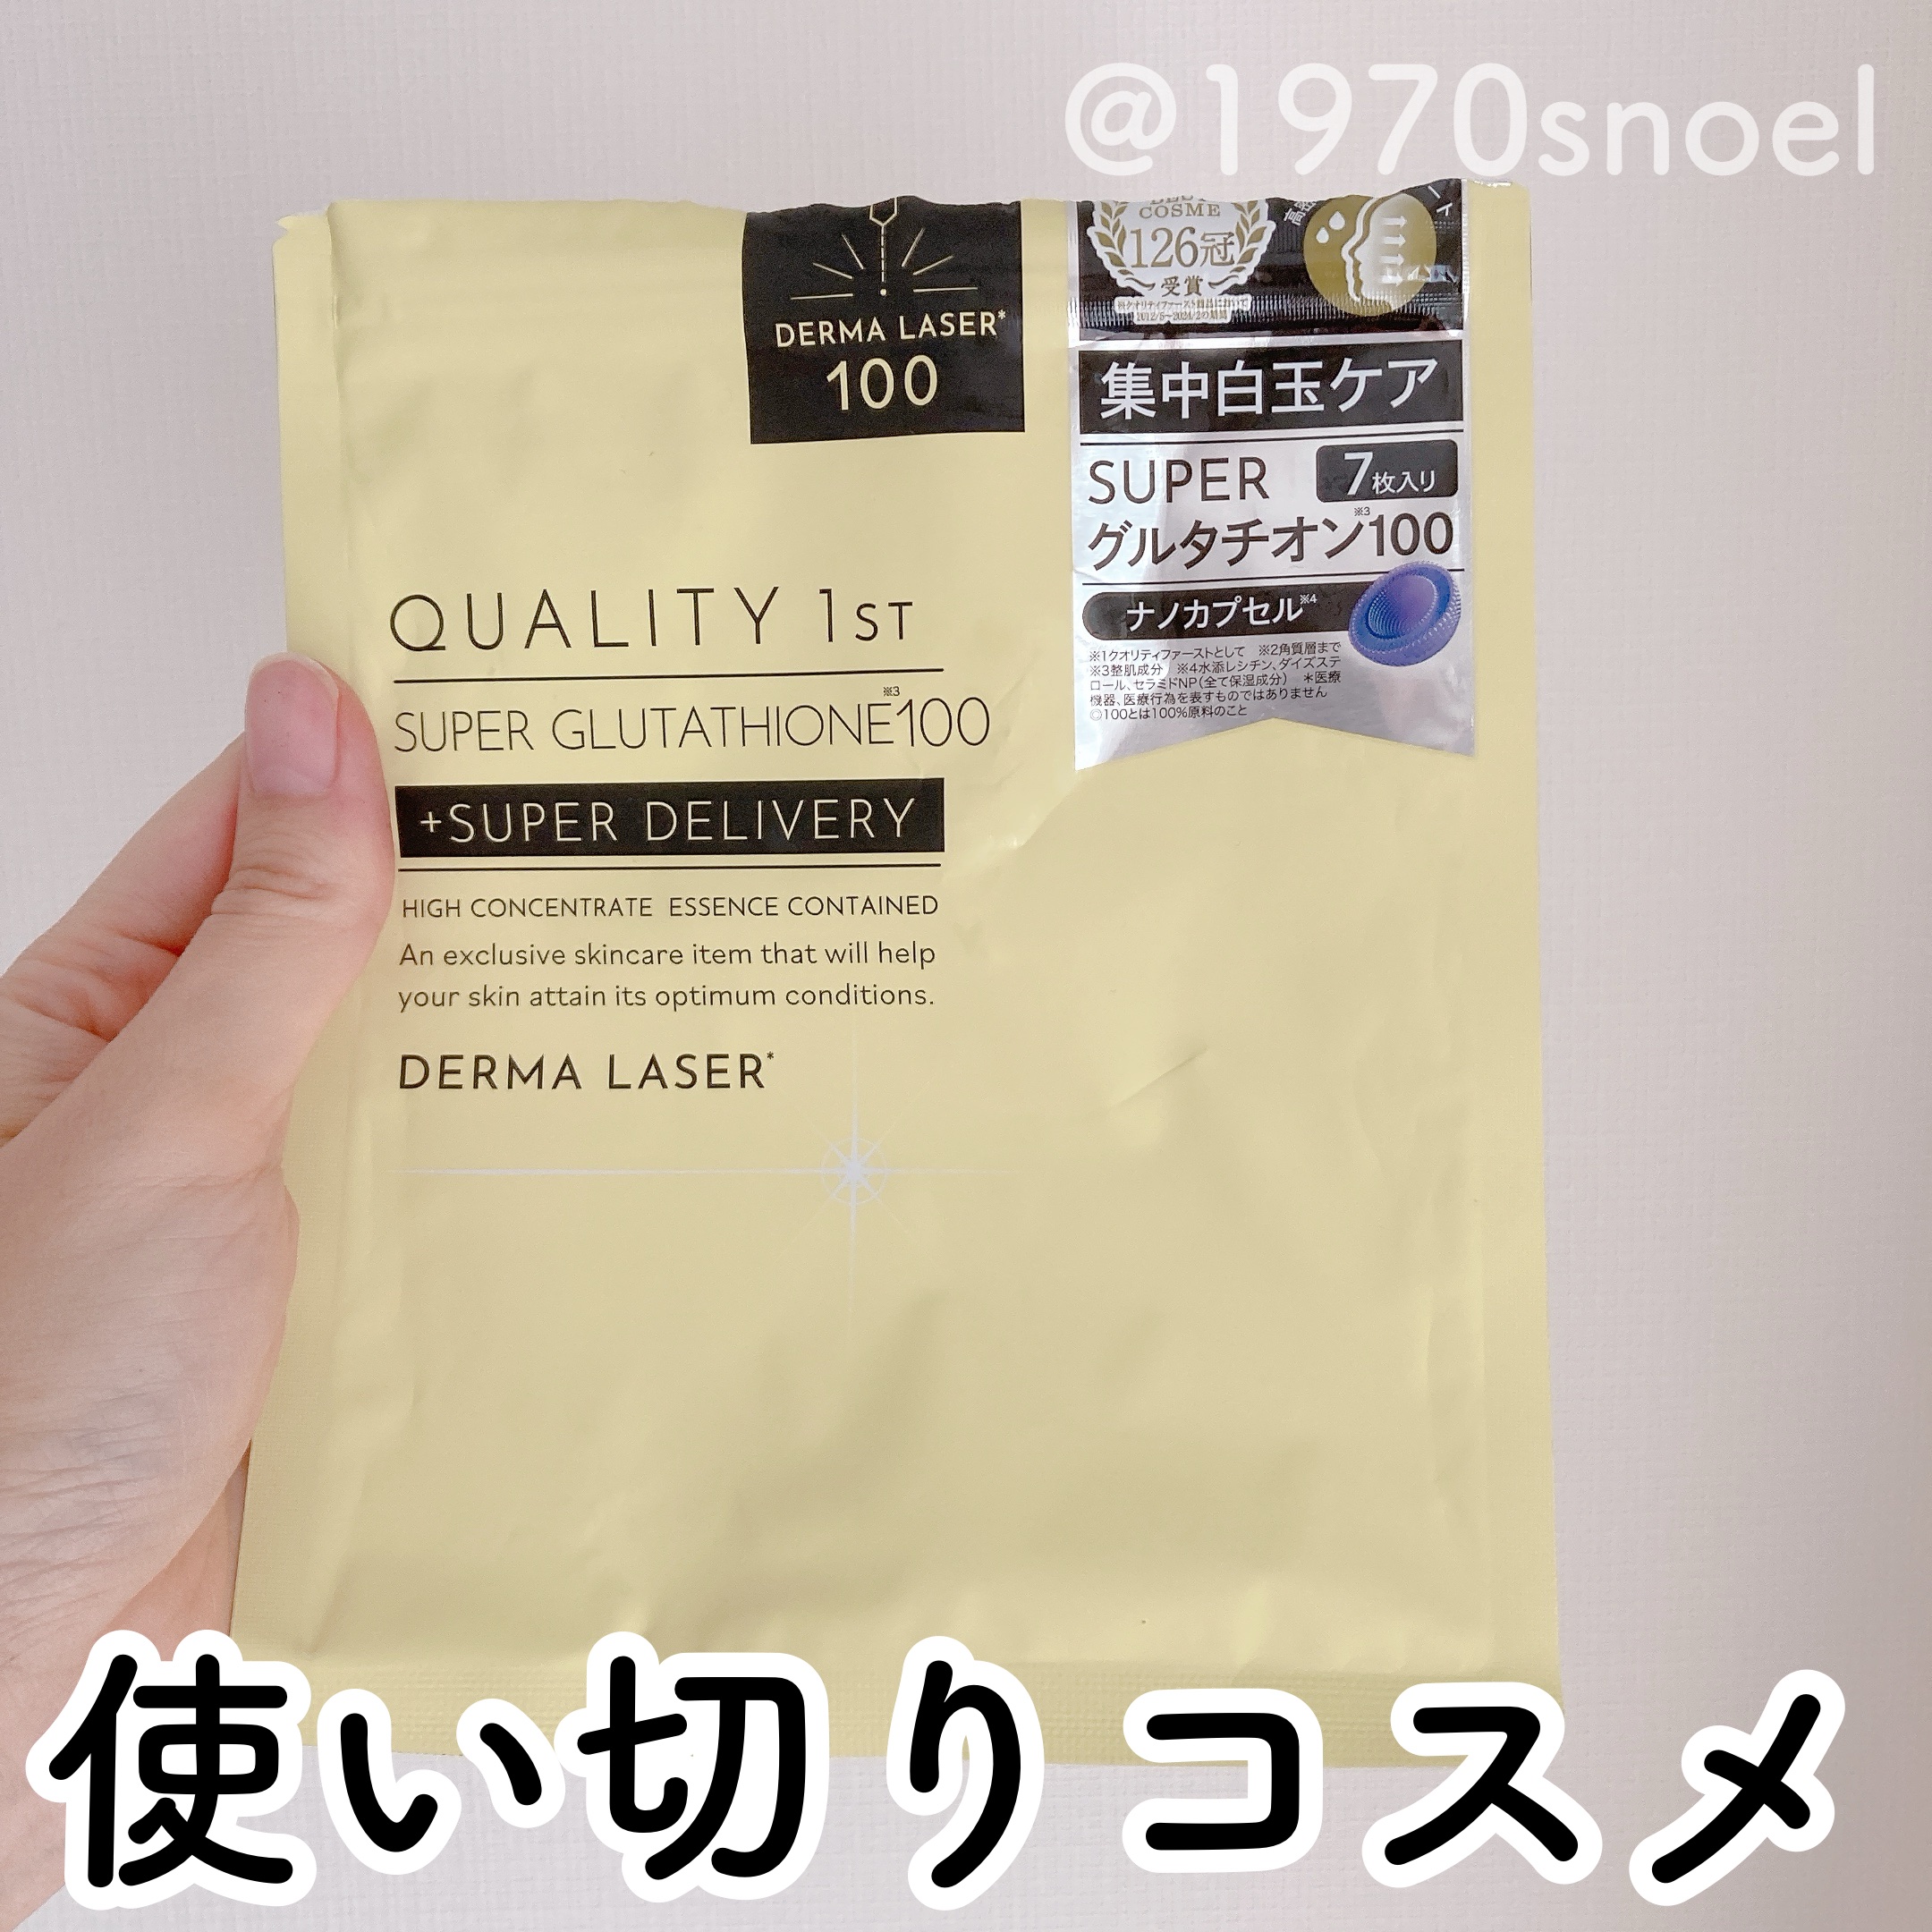 @1970snoel
DERMA LASER*
100
COSME
126冠
受賞
集中白玉ケア
SUPER
7枚入り
グルタチオン※3100
ナノカプセル※4
※1クオリティファーストとして ※2角質層まで
※3整肌成分 ※4水添レシチン、ダイズステ
ロール、セラミドNP(全て保湿成分) *医療
機器、医療行為を表すものではありません
◎100とは100%原料のこと
QUALITY 1ST
SUPER GLUTATHIONE※3100
+SUPER DELIVERY
HIGH CONCENTRATE ESSENCE CONTAINED
An exclusive skincare item that will help
your skin attain its optimum conditions.
DERMA LASER*
使い切りコスメ